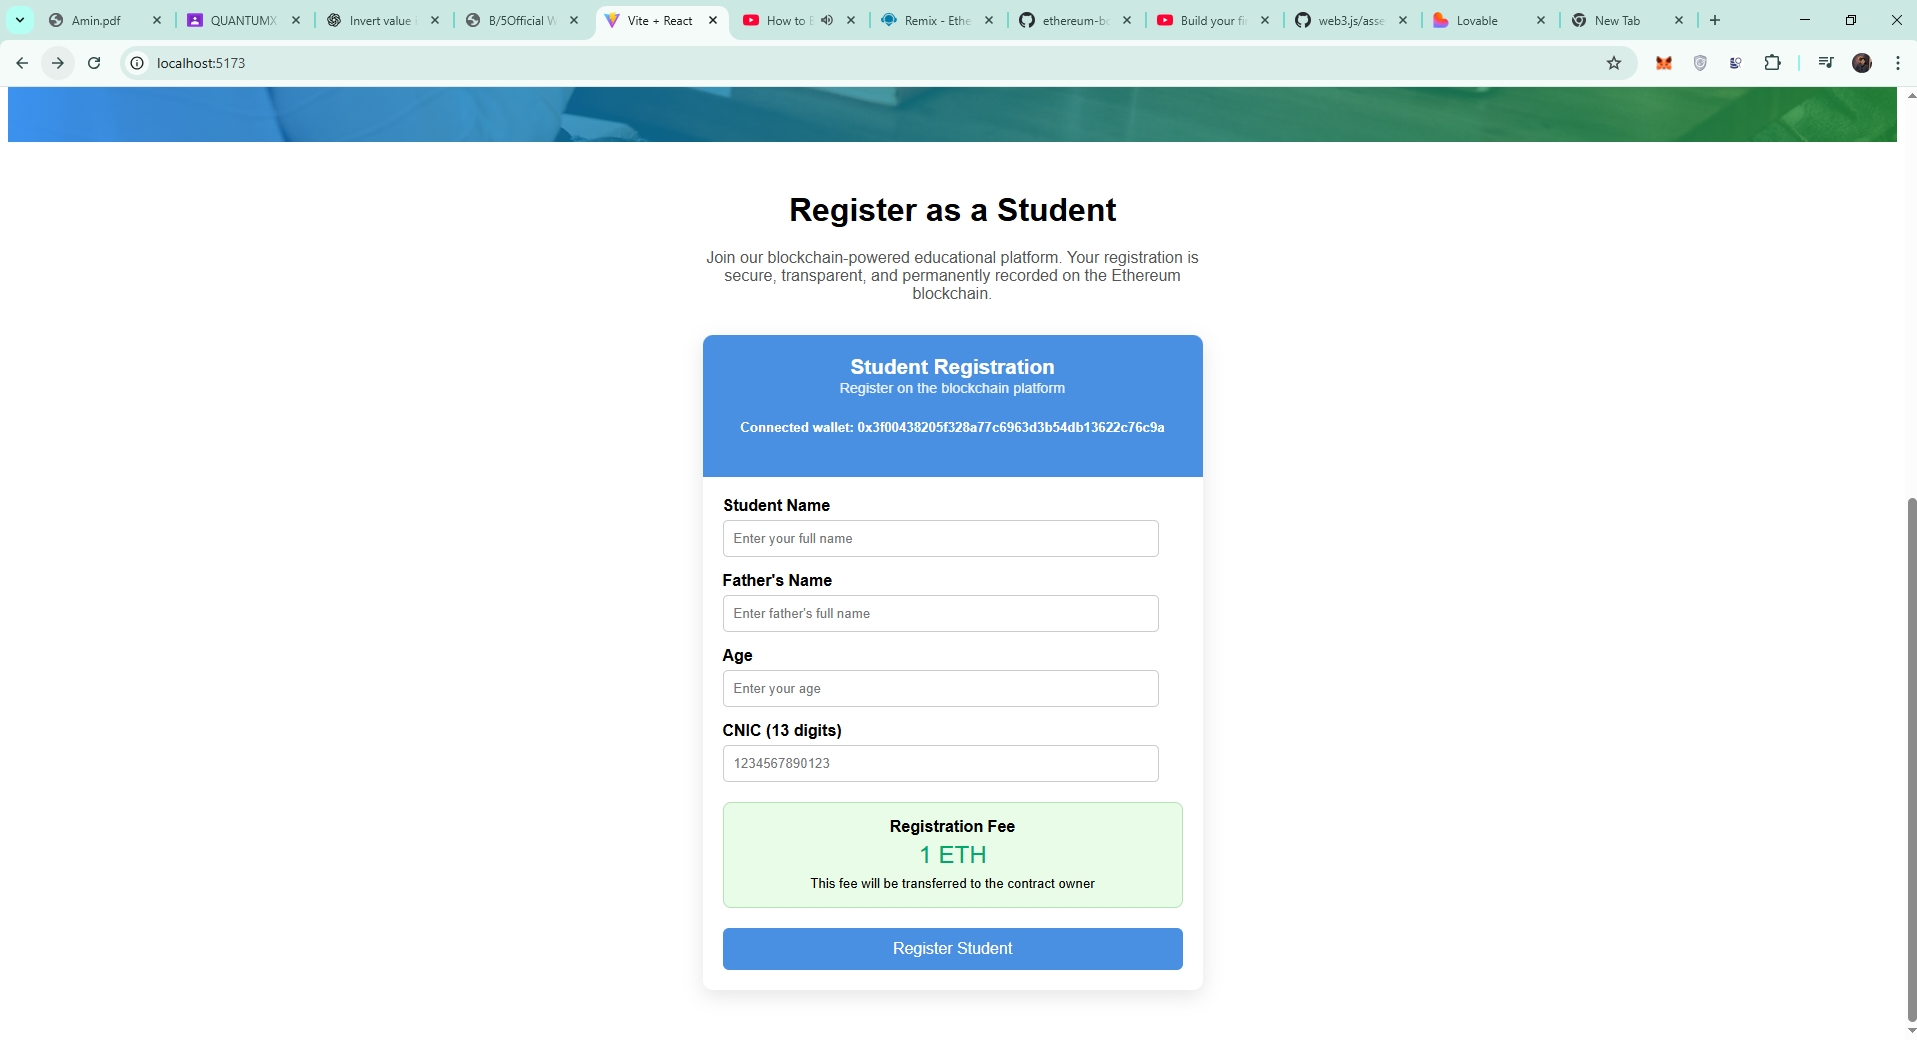 Amin.pdf
QUANTUMX
Invert value i
B/5Official W
Vite + React
How to E
Remix - Ethe
ethereum-bo
Build your fi
web3.js/asse
Lovable
New Tab
localhost:5173
Register as a Student
Join our blockchain-powered educational platform. Your registration is
secure, transparent, and permanently recorded on the Ethereum
blockchain.
Student Registration
Register on the blockchain platform
Connected wallet: 0x3f00438205f328a77c6963d3b54db13622c76c9a
Student Name
Enter your full name
Father's Name
Enter father's full name
Age
Enter your age
CNIC (13 digits)
1234567890123
Registration Fee
1 ETH
This fee will be transferred to the contract owner
Register Student